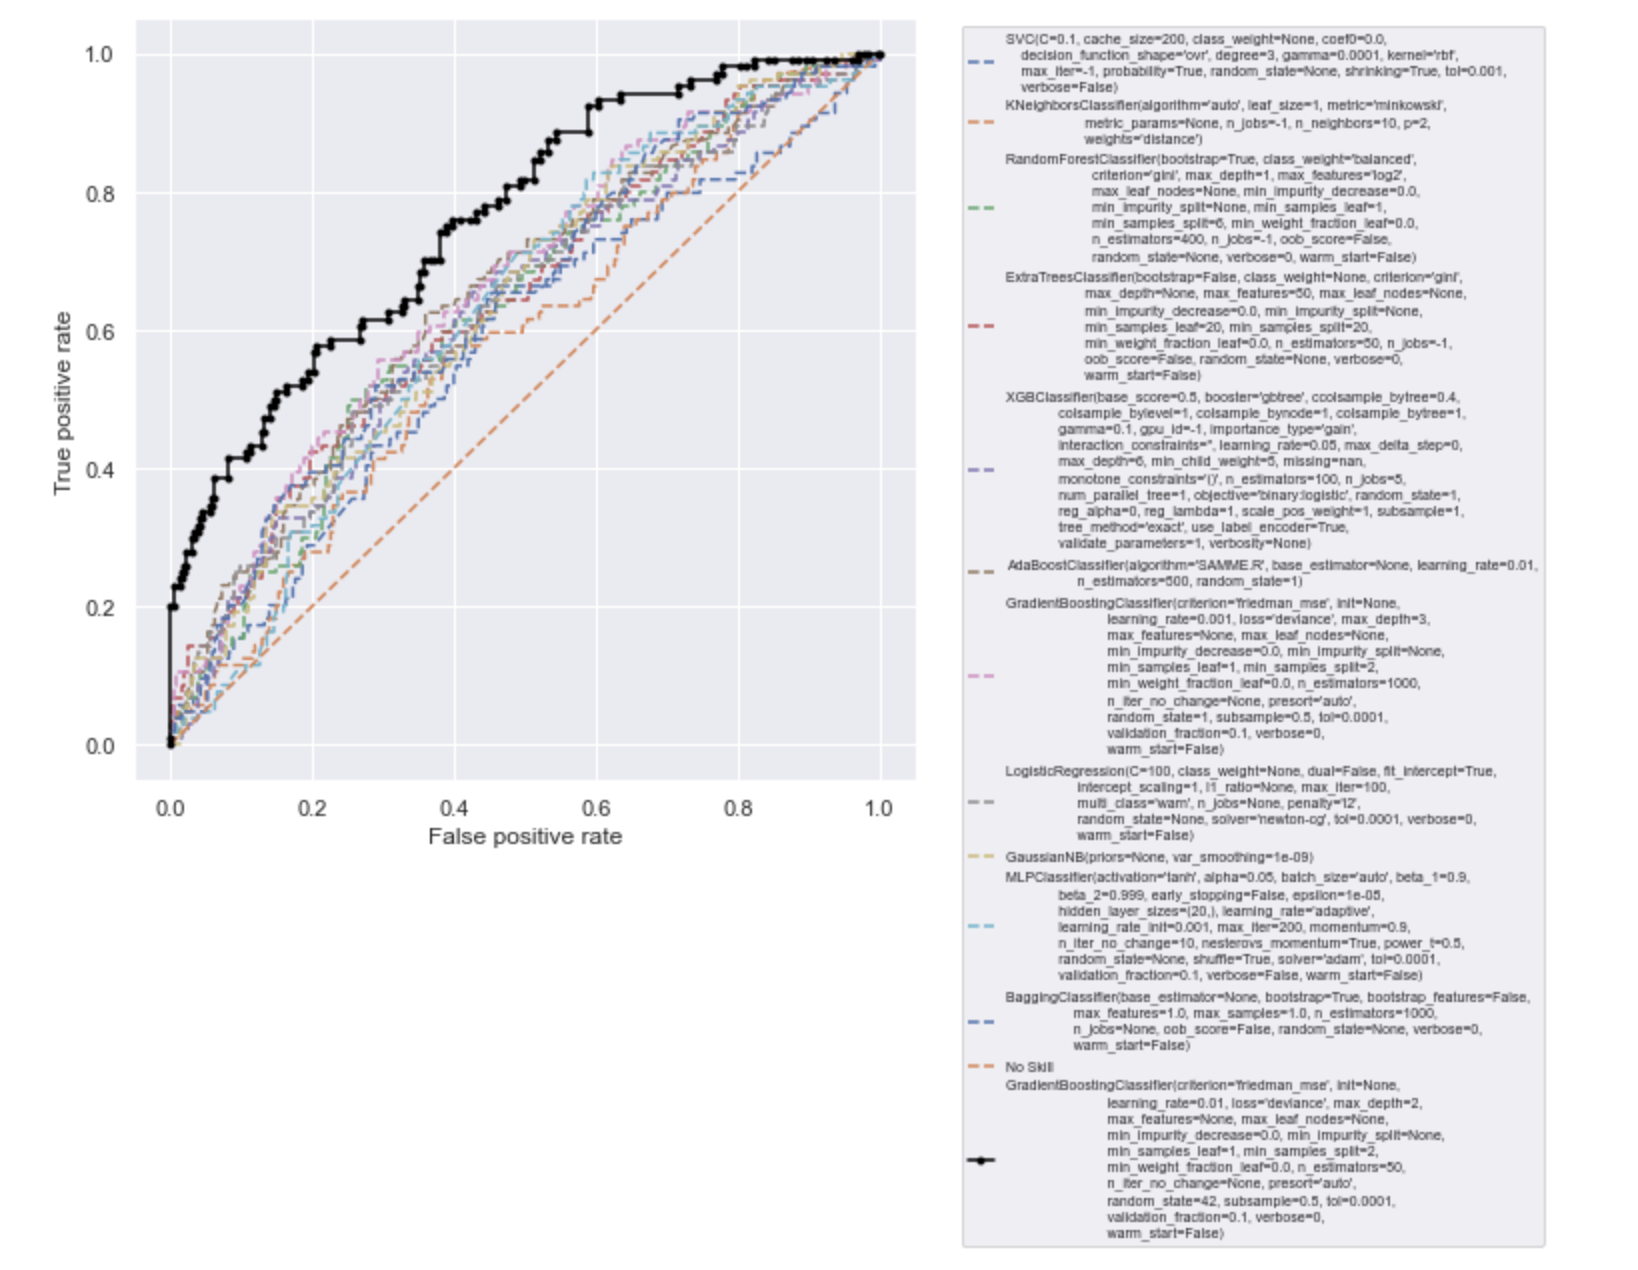 1.0
0.8
0.6
0.4
0.2
0.0
True positive rate
0.0 0.2 0.4 0.6 0.8 1.0
False positive rate
SVC(C=0.1, cache_size=200, class_weight=None, coef0=0.0,
decision_function_shape='ovr', degree=3, gamma=0.0001, kernel='rbf',
max_iter=-1, probability=True, random_state=None, shrinking=True, tol=0.001,
verbose=False)
KNeighborsClassifier(algorithm='auto', leaf_size=1, metric='minkowski',
metric_params=None, n_jobs=-1, n_neighbors=10, p=2,
weights='distance')
RandomForestClassifier(bootstrap=True, class_weight='balanced',
criterion='gini', max_depth=1, max_features='log2',
max_leaf_nodes=None, min_impurity_decrease=0.0,
min_impurity_split=None, min_samples_leaf=1,
min_samples_split=6, min_weight_fraction_leaf=0.0,
n_estimators=400, n_jobs=-1, oob_score=False,
random_state=None, verbose=0, warm_start=False)
ExtraTreesClassifier(bootstrap=False, class_weight=None, criterion='gini',
max_depth=None, max_features=50, max_leaf_nodes=None,
min_impurity_decrease=0.0, min_impurity_split=None,
min_samples_leaf=20, min_samples_split=20,
min_weight_fraction_leaf=0.0, n_estimators=50, n_jobs=-1,
oob_score=False, random_state=None, verbose=0,
warm_start=False)
XGBClassifier(base_score=0.5, booster='gbtree', ccolsample_bytree=0.4,
colsample_bylevel=1, colsample_bynode=1, colsample_bytree=1,
gamma=0.1, gpu_id=-1, importance_type='gain',
interaction_constraints='', learning_rate=0.05, max_delta_step=0,
max_depth=6, min_child_weight=5, missing=nan,
monotone_constraints='()', n_estimators=100, n_jobs=5,
num_parallel_tree=1, objective='binary:logistic', random_state=1,
reg_alpha=0, reg_lambda=1, scale_pos_weight=1, subsample=1,
tree_method='exact', use_label_encoder=True,
validate_parameters=1, verbosity=None)
AdaBoostClassifier(algorithm='SAMME.R', base_estimator=None, learning_rate=0.01,
n_estimators=500, random_state=1)
GradientBoostingClassifier(criterion='friedman_mse', init=None,
learning_rate=0.001, loss='deviance', max_depth=3,
max_features=None, max_leaf_nodes=None,
min_impurity_decrease=0.0, min_impurity_split=None,
min_samples_leaf=1, min_samples_split=2,
min_weight_fraction_leaf=0.0, n_estimators=1000,
n_iter_no_change=None, presort='auto',
random_state=1, subsample=0.5, tol=0.0001,
validation_fraction=0.1, verbose=0,
warm_start=False)
LogisticRegression(C=100, class_weight=None, dual=False, fit_intercept=True,
intercept_scaling=1, l1_ratio=None, max_iter=100,
multi_class='warn', n_jobs=None, penalty='l2',
random_state=None, solver='newton-cg', tol=0.0001, verbose=0,
warm_start=False)
GaussianNB(priors=None, var_smoothing=1e-09)
MLPClassifier(activation='tanh', alpha=0.05, batch_size='auto', beta_1=0.9,
beta_2=0.999, early_stopping=False, epsilon=1e-05,
hidden_layer_sizes=(20,), learning_rate='adaptive',
learning_rate_init=0.001, max_iter=200, momentum=0.9,
n_iter_no_change=10, nesterovs_momentum=True, power_t=0.5,
random_state=None, shuffle=True, solver='adam', tol=0.0001,
validation_fraction=0.1, verbose=False, warm_start=False)
BaggingClassifier(base_estimator=None, bootstrap=True, bootstrap_features=False,
max_features=1.0, max_samples=1.0, n_estimators=1000,
n_jobs=None, oob_score=False, random_state=None, verbose=0,
warm_start=False)
No Skill
GradientBoostingClassifier(criterion='friedman_mse', init=None,
learning_rate=0.01, loss='deviance', max_depth=2,
max_features=None, max_leaf_nodes=None,
min_impurity_decrease=0.0, min_impurity_split=None,
min_samples_leaf=1, min_samples_split=2,
min_weight_fraction_leaf=0.0, n_estimators=50,
n_iter_no_change=None, presort='auto',
random_state=42, subsample=0.5, tol=0.0001,
validation_fraction=0.1, verbose=0,
warm_start=False)